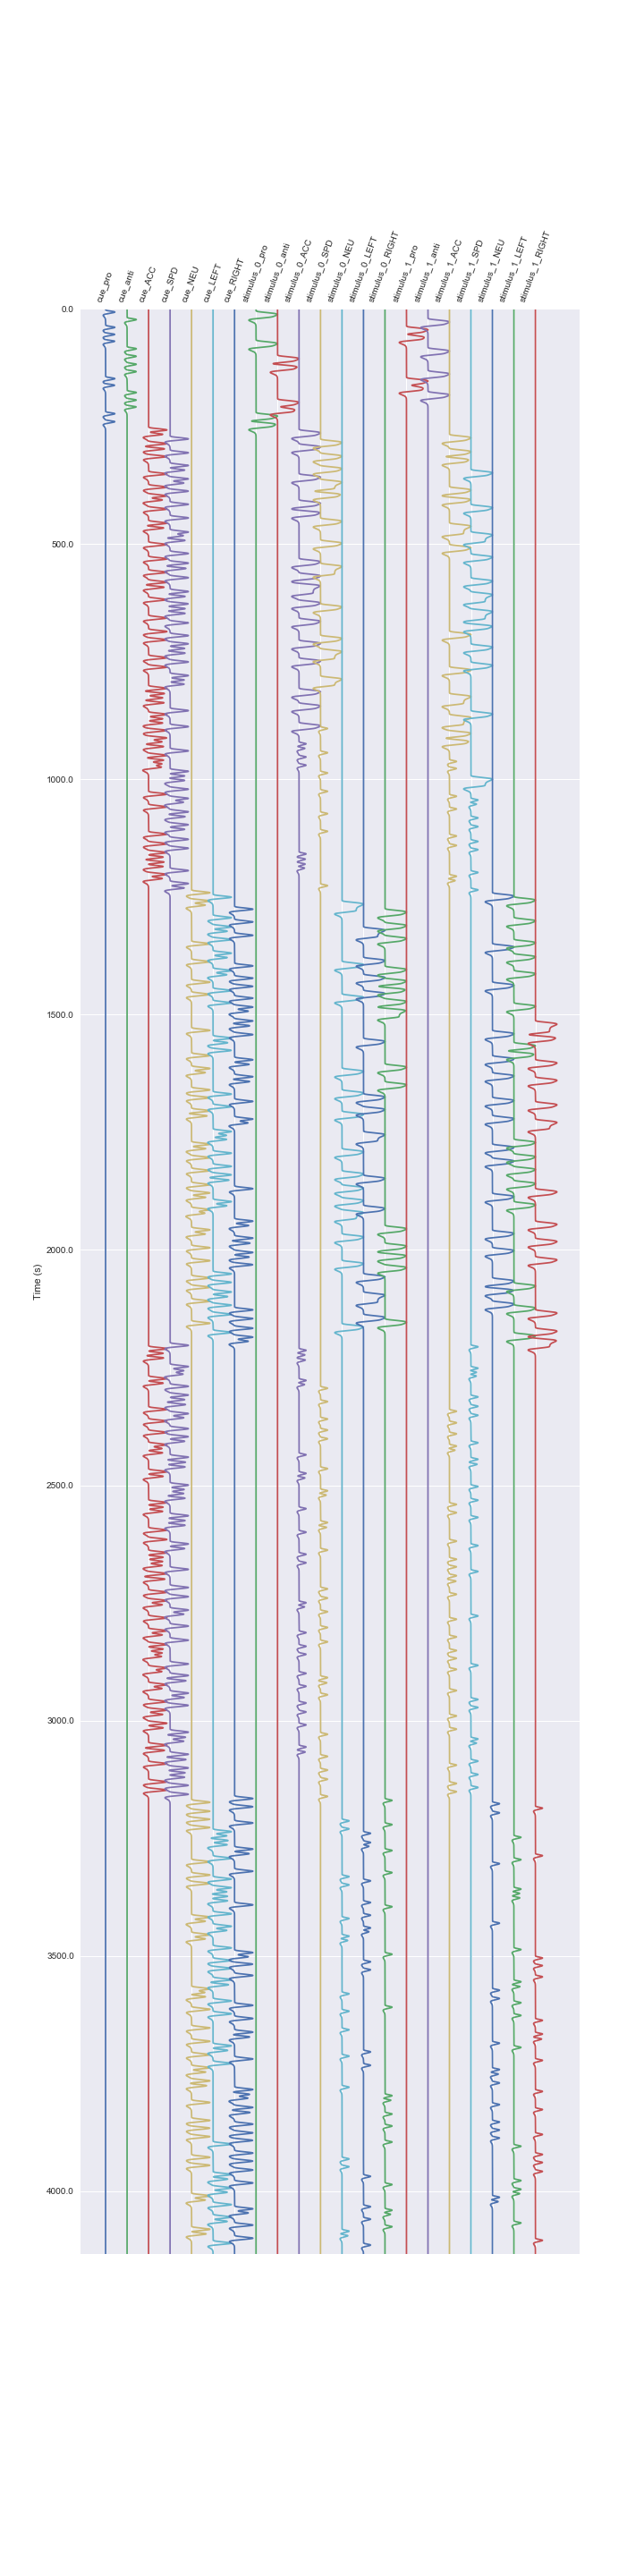 cue_pro
cue_anti
cue_ACC
cue_SPD
cue_NEU
cue_LEFT
cue_RIGHT
stimulus_0_pro
stimulus_0_anti
stimulus_0_ACC
stimulus_0_SPD
stimulus_0_NEU
stimulus_0_LEFT
stimulus_0_RIGHT
stimulus_1_pro
stimulus_1_anti
stimulus_1_ACC
stimulus_1_SPD
stimulus_1_NEU
stimulus_1_LEFT
stimulus_1_RIGHT
0.0
500.0
1000.0
1500.0
2000.0
Time (s)
2500.0
3000.0
3500.0
4000.0